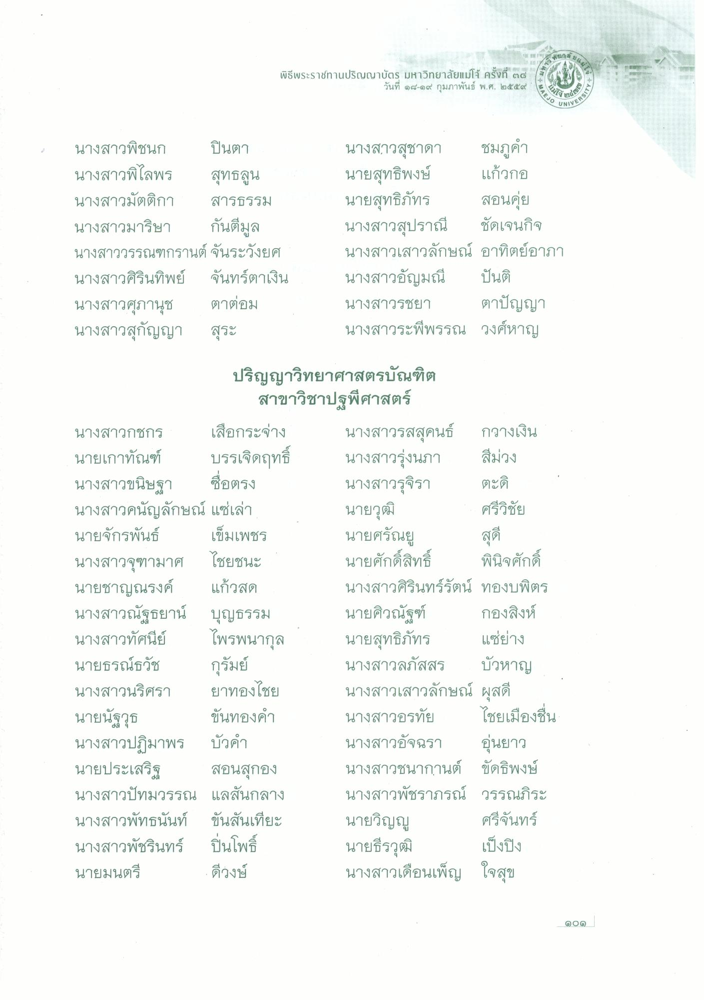 พิธีพระราชทานปริญญาบัตร มหาวิทยาลัยแม่โจ้ ครั้งที่ ๓๘
วันที่ ๑๘-๑๙ กุมภาพันธ์ พ.ศ. ๒๕๕๙
มหาวิทยาลัยแม่โจ้
แม่โจ้ ๒๔๗๗
MAEJO UNIVERSITY
นางสาวพิชนก ปินตา นางสาวสุชาดา ชมภูคำ
นางสาวพิไลพร สุทธลูน นายสุทธิพงษ์ แก้วกอ
นางสาวมัตติกา สารธรรม นายสุทธิภัทร สอนคุ่ย
นางสาวมาริษา กันตีมูล นางสาวสุปราณี ชัดเจนกิจ
นางสาววรรณฑกรานต์ จันระวังยศ นางสาวเสาวลักษณ์ อาทิตย์อาภา
นางสาวศิรินทิพย์ จันทร์ตาเงิน นางสาวอัญมณี ปันติ
นางสาวศุภานุช ตาต่อม นางสาวรชยา ตาปัญญา
นางสาวสุกัญญา สุระ นางสาวระพีพรรณ วงศ์หาญ
ปริญญาวิทยาศาสตรบัณฑิต
สาขาวิชาปฐพีศาสตร์
นางสาวกชกร เสือกระจ่าง นางสาวรสสุคนธ์ กวางเงิน
นายเกาทัณฑ์ บรรเจิดฤทธิ์ นางสาวรุ่งนภา สีม่วง
นางสาวขนิษฐา ซื่อตรง นางสาวรุจิรา ตะดิ
นางสาวคนัญลักษณ์ แซ่เล่า นายวุฒิ ศรีวิชัย
นายจักรพันธ์ เข็มเพชร นายศรัณยู สุดี
นางสาวจุฑามาศ ไชยชนะ นายศักดิ์สิทธิ์ พินิจศักดิ์
นายชาญณรงค์ แก้วสด นางสาวศิรินทร์รัตน์ ทองบพิตร
นางสาวณัฐธยาน์ บุญธรรม นายศิวณัฐฑ์ กองสิงห์
นางสาวทัศนีย์ ไพรพนากุล นายสุทธิภัทร แซ่ย่าง
นายธรณ์ธวัช กุรัมย์ นางสาวลภัสสร บัวหาญ
นางสาวนริศรา ยาทองไชย นางสาวเสาวลักษณ์ ผุสดี
นายนัฐวุธ ขันทองคำ นางสาวอรทัย ไชยเมืองชื่น
นางสาวปฏิมาพร บัวคำ นางสาวอัจฉรา อุ่นยาว
นายประเสริฐ สอนสุกอง นางสาวชนากานต์ ขัดธิพงษ์
นางสาวปัทมวรรณ แลสันกลาง นางสาวพัชราภรณ์ วรรณภิระ
นางสาวพัทธนันท์ ขันสันเทียะ นายวิญญู ศรีจันทร์
นางสาวพัชรินทร์ ปิ่นโพธิ์ นายธีรวุฒิ เป็งปิง
นายมนตรี ดีวงษ์ นางสาวเดือนเพ็ญ ใจสุข
๑๐๑